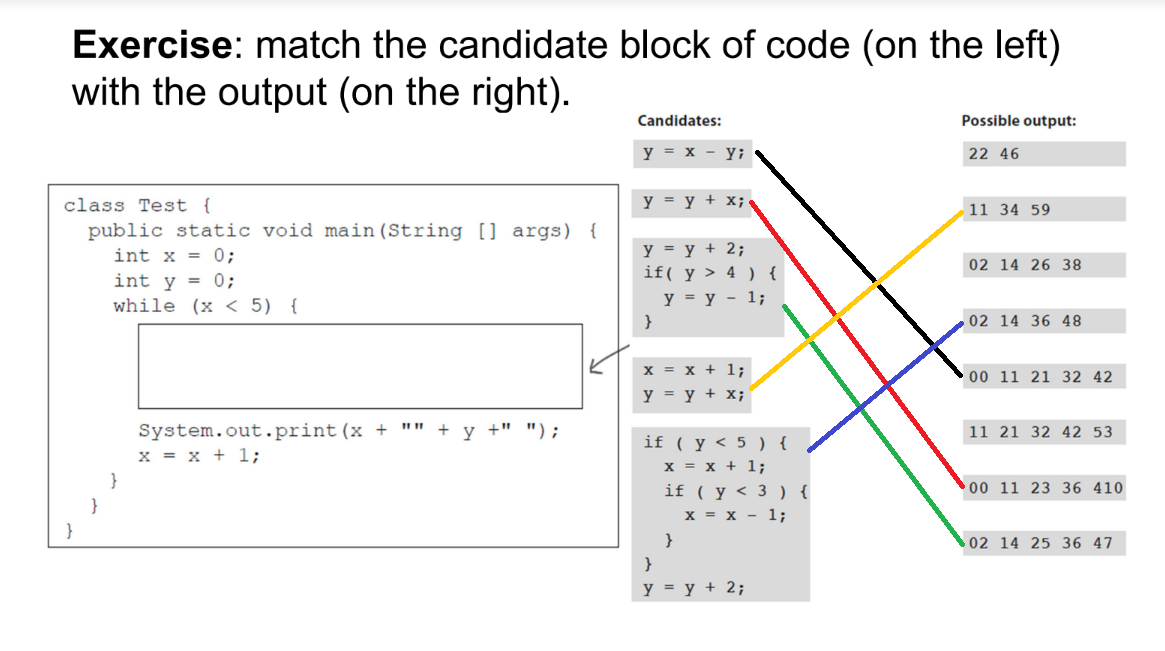 Exercise: match the candidate block of code (on the left)
with the output (on the right).
class Test {
public static void main(String [] args) {
int x = 0;
int y = 0;
while (x < 5) {
System.out.print(x + "" + y +" ");
x = x + 1;
}
}
}
Candidates:
y = x - y;
y = y + x;
y = y + 2;
if( y > 4 ) {
y = y - 1;
}
x = x + 1;
y = y + x;
if ( y < 5 ) {
x = x + 1;
if ( y < 3 ) {
x = x - 1;
}
}
y = y + 2;
Possible output:
22 46
11 34 59
02 14 26 38
02 14 36 48
00 11 21 32 42
11 21 32 42 53
00 11 23 36 410
02 14 25 36 47